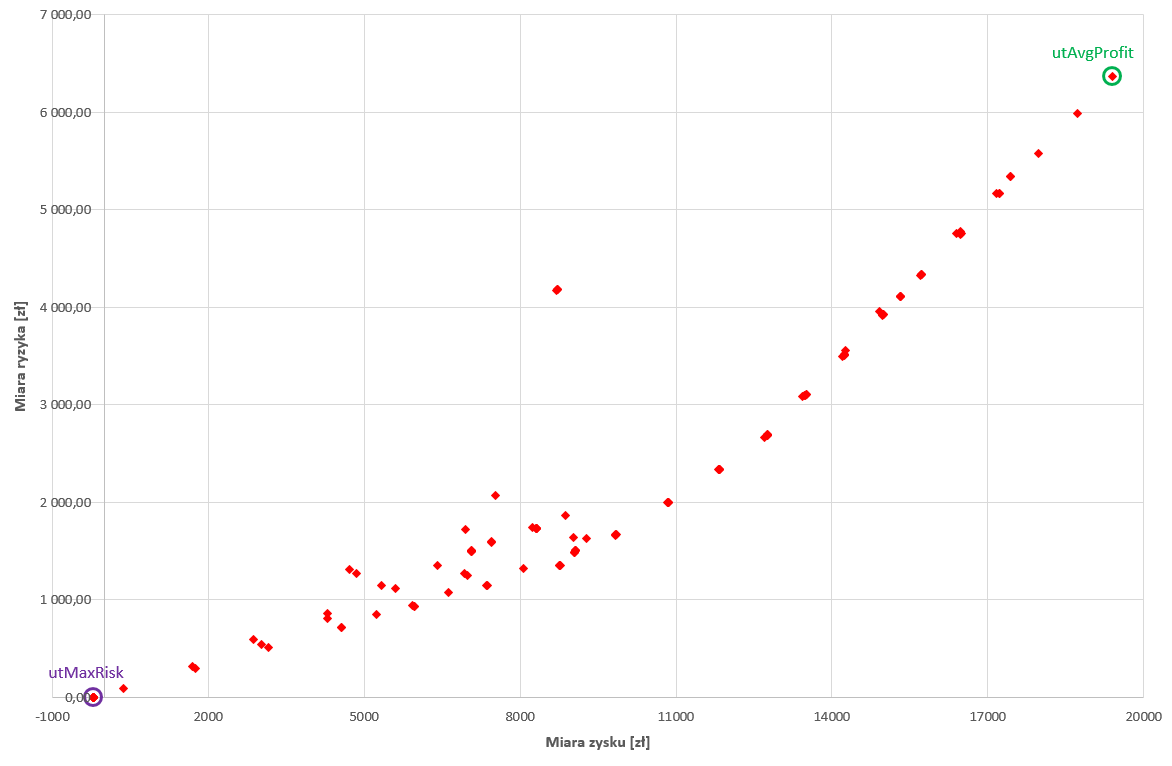 7 000,00
utAvgProfit
6 000,00
5 000,00
4 000,00
Miara ryzyka [zł]
3 000,00
2 000,00
1 000,00
utMaxRisk
0,00
-1000 2000 5000 8000 11000 14000 17000 20000
Miara zysku [zł]